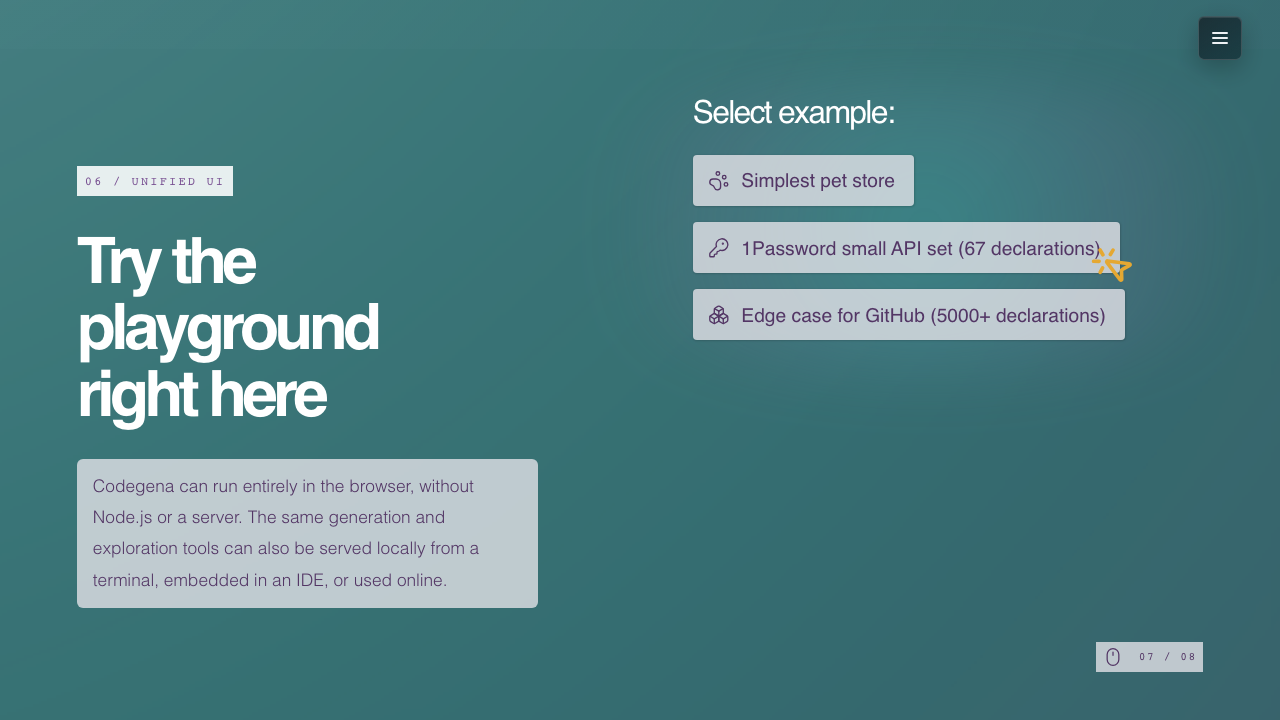 06 / UNIFIED UI
Try the
playground
right here
Codegena can run entirely in the browser, without
Node.js or a server. The same generation and
exploration tools can also be served locally from a
terminal, embedded in an IDE, or used online.
Select example:
Simplest pet store
1Password small API set (67 declarations)
Edge case for GitHub (5000+ declarations)
07 / 08